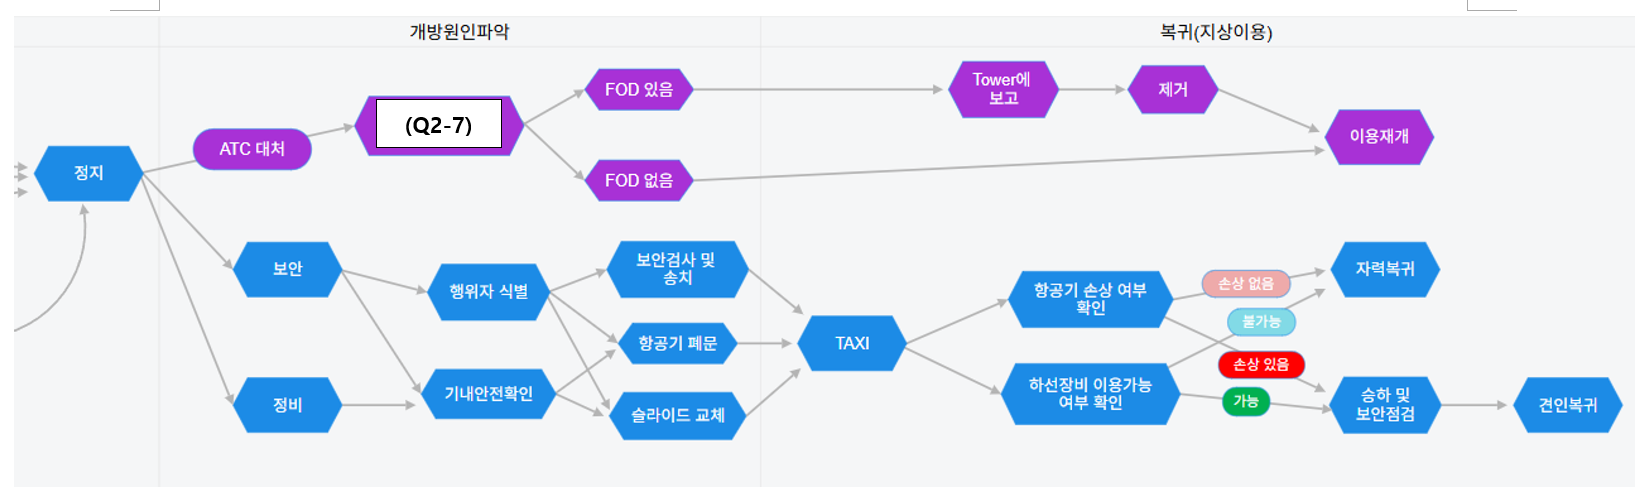 개방원인파악
복귀(지상이용)
정지
ATC 대처
(Q2-7)
FOD 있음
FOD 없음
Tower에
보고
제거
이용재개
보안
정비
행위자 식별
기내안전확인
보안검사 및
송치
항공기 폐문
슬라이드 교체
TAXI
항공기 손상 여부
확인
하선장비 이용가능
여부 확인
손상 없음
불가능
손상 있음
가능
자력복귀
승하 및
보안점검
견인복귀